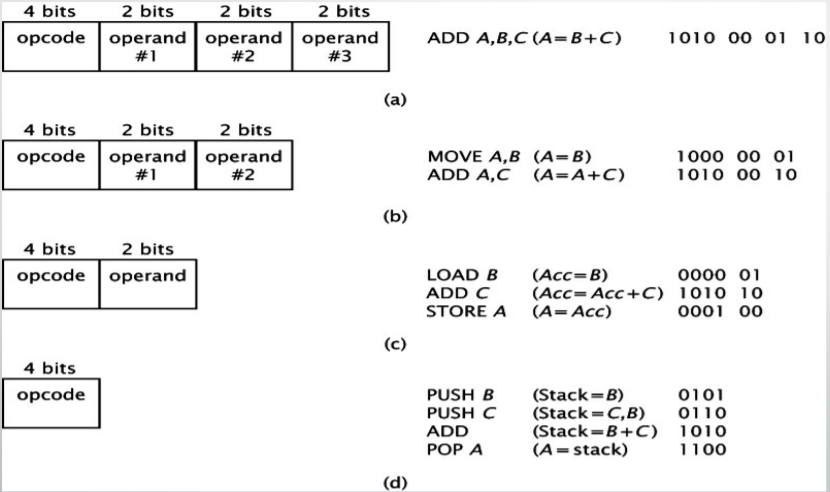 4 bits 2 bits 2 bits 2 bits
opcode operand operand operand
#1 #2 #3
ADD A,B,C (A=B+C) 1010 00 01 10
(a)
4 bits 2 bits 2 bits
opcode operand operand
#1 #2
MOVE A,B (A=B) 1000 00 01
ADD A,C (A=A+C) 1010 00 10
(b)
4 bits 2 bits
opcode operand
LOAD B (Acc=B) 0000 01
ADD C (Acc=Acc+C) 1010 10
STORE A (A=Acc) 0001 00
(c)
4 bits
opcode
PUSH B (Stack=B) 0101
PUSH C (Stack=C,B) 0110
ADD (Stack=B+C) 1010
POP A (A=stack) 1100
(d)